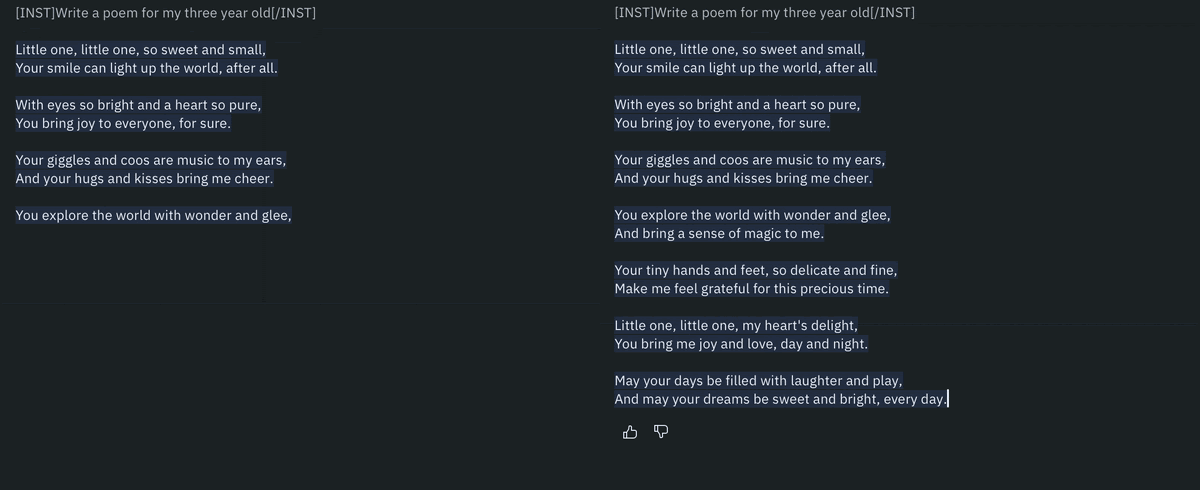 [INST]Write a poem for my three year old[/INST]
Little one, little one, so sweet and small,
Your smile can light up the world, after all.
With eyes so bright and a heart so pure,
You bring joy to everyone, for sure.
Your giggles and coos are music to my ears,
And your hugs and kisses bring me cheer.
You explore the world with wonder and glee,
[INST]Write a poem for my three year old[/INST]
Little one, little one, so sweet and small,
Your smile can light up the world, after all.
With eyes so bright and a heart so pure,
You bring joy to everyone, for sure.
Your giggles and coos are music to my ears,
And your hugs and kisses bring me cheer.
You explore the world with wonder and glee,
And bring a sense of magic to me.
Your tiny hands and feet, so delicate and fine,
Make me feel grateful for this precious time.
Little one, little one, my heart's delight,
You bring me joy and love, day and night.
May your days be filled with laughter and play,
And may your dreams be sweet and bright, every day.